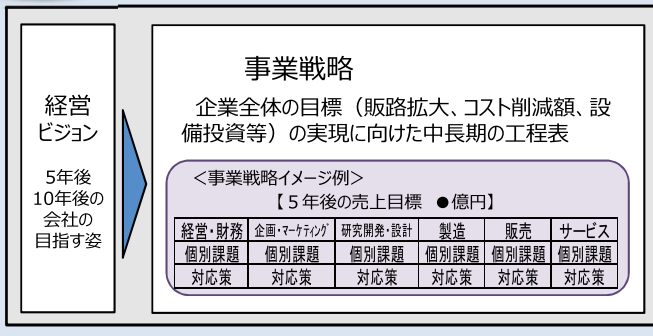 経営
ビジョン
5年後
10年後の
会社の
目指す姿
事業戦略
企業全体の目標（販路拡大、コスト削減額、設
備投資等）の実現に向けた中長期の工程表
＜事業戦略イメージ例＞
【５年後の売上目標　●億円】
経営・財務 企画・マーケティング 研究開発・設計 製造 販売 サービス
個別課題 個別課題 個別課題 個別課題 個別課題 個別課題
対応策 対応策 対応策 対応策 対応策 対応策